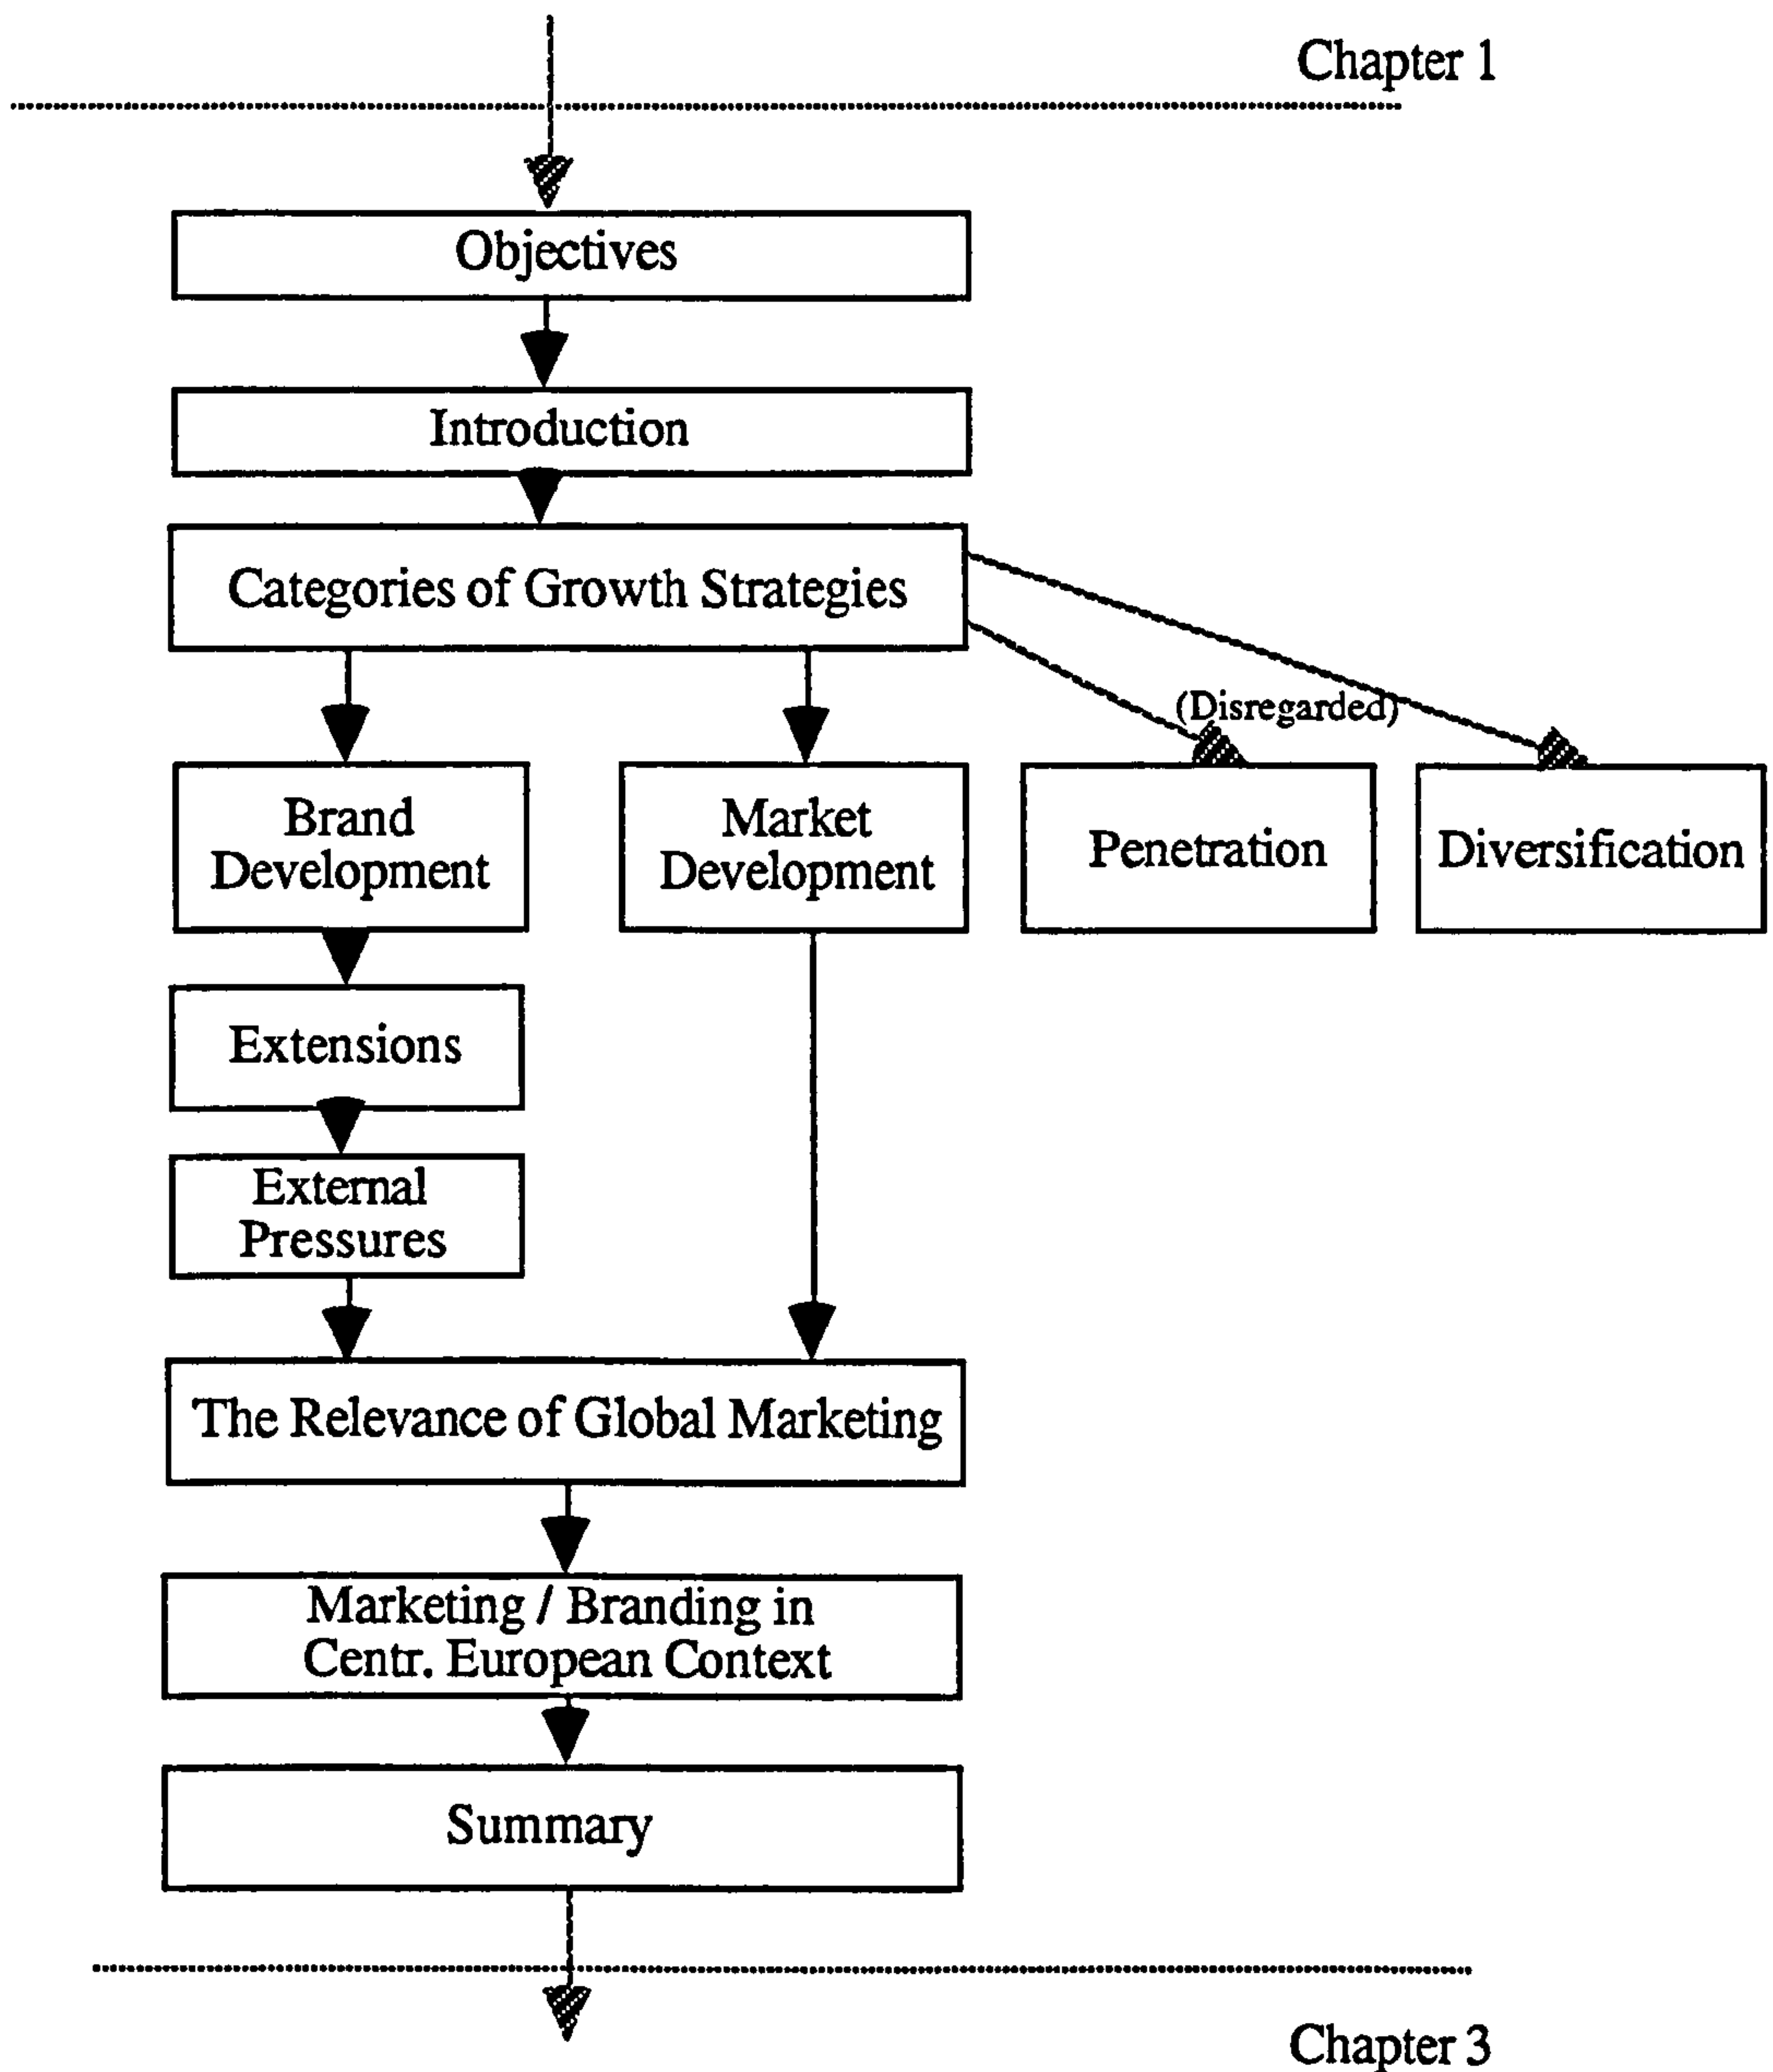 Chapter 1
Objectives
Introduction
Categories of Growth Strategies
(Disregarded)
Brand
Development
Market
Development
Penetration
Diversification
Extensions
External
Pressures
The Relevance of Global Marketing
Marketing / Branding in
Centr. European Context
Summary
Chapter 3